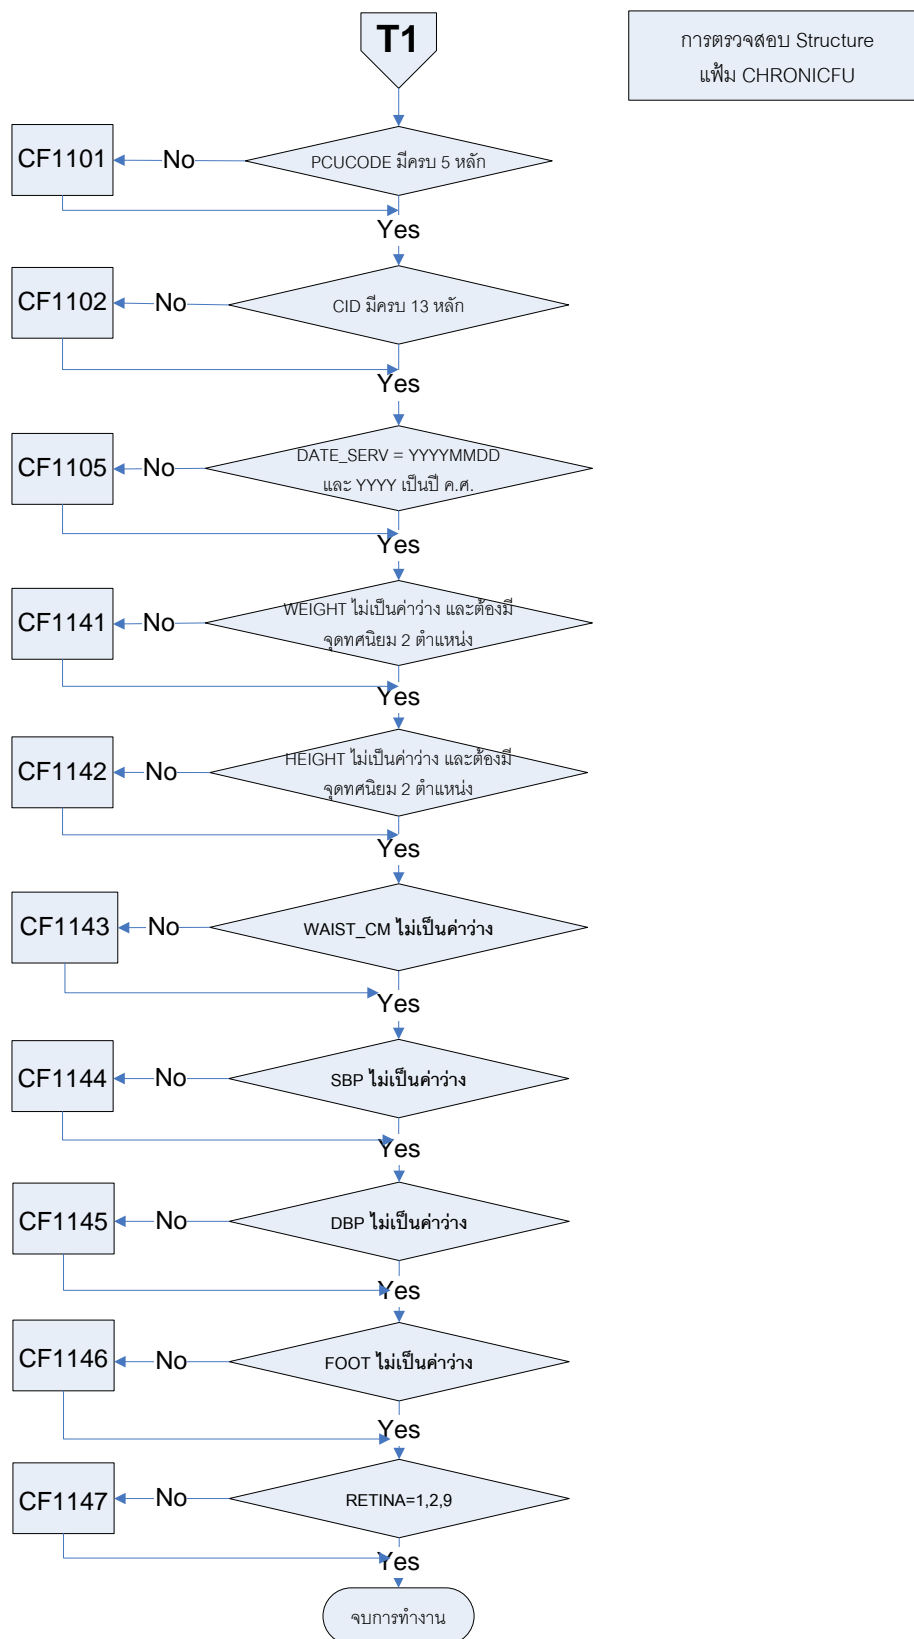 T1
การตรวจสอบ Structure
แฟ้ม CHRONICFU
CF1101
No
PCUCODE มีครบ 5 หลัก
Yes
CF1102
No
CID มีครบ 13 หลัก
Yes
CF1105
No
DATE_SERV = YYYYMMDD
และ YYYY เป็นปี ค.ศ.
Yes
CF1141
No
WEIGHT ไม่เป็นค่าว่าง และต้องมี
จุดทศนิยม 2 ตำแหน่ง
Yes
CF1142
No
HEIGHT ไม่เป็นค่าว่าง และต้องมี
จุดทศนิยม 2 ตำแหน่ง
Yes
CF1143
No
WAIST_CM ไม่เป็นค่าว่าง
Yes
CF1144
No
SBP ไม่เป็นค่าว่าง
Yes
CF1145
No
DBP ไม่เป็นค่าว่าง
Yes
CF1146
No
FOOT ไม่เป็นค่าว่าง
Yes
CF1147
No
RETINA=1,2,9
Yes
จบการทำงาน